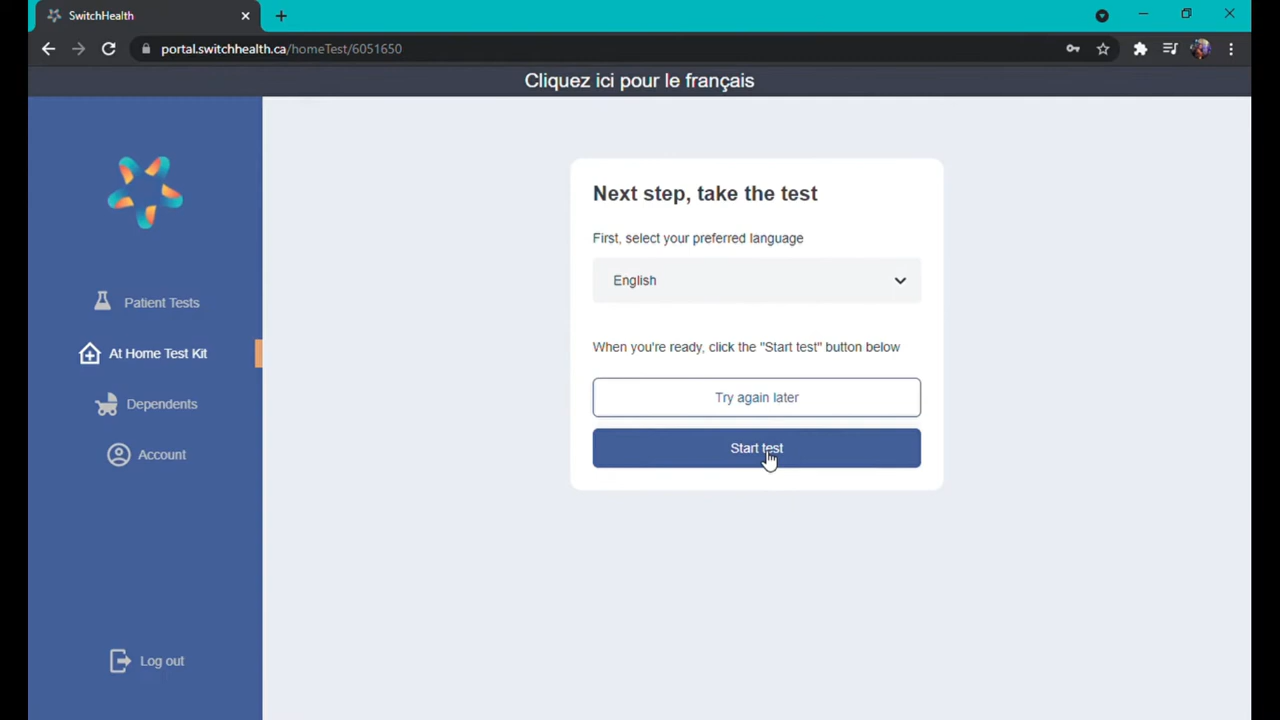 SwitchHealth
portal.switchhealth.ca/homeTest/6051650
Cliquez ici pour le français
Patient Tests
At Home Test Kit
Dependents
Account
Log out
Next step, take the test
First, select your preferred language
English
When you're ready, click the "Start test" button below
Try again later
Start test